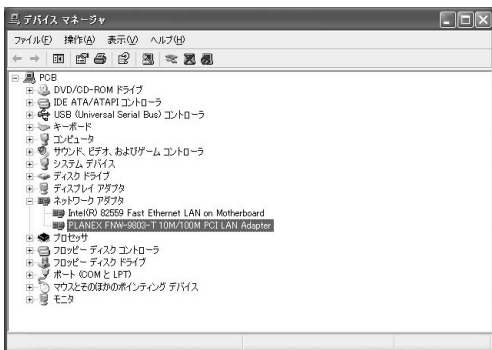 デバイス マネージャ
ファイル(F) 操作(A) 表示(V) ヘルプ(H)
PCB
DVD/CD-ROM ドライブ
IDE ATA/ATAPI コントローラ
USB (Universal Serial Bus) コントローラ
キーボード
コンピュータ
サウンド、ビデオ、およびゲーム コントローラ
システム デバイス
ディスク ドライブ
ディスプレイ アダプタ
ネットワーク アダプタ
Intel(R) 82559 Fast Ethernet LAN on Motherboard
PLANEX FNW-9803-T 10M/100M PCI LAN Adapter
プロセッサ
フロッピー ディスク コントローラ
フロッピー ディスク ドライブ
ポート (COM と LPT)
マウスとそのほかのポインティング デバイス
モニタ